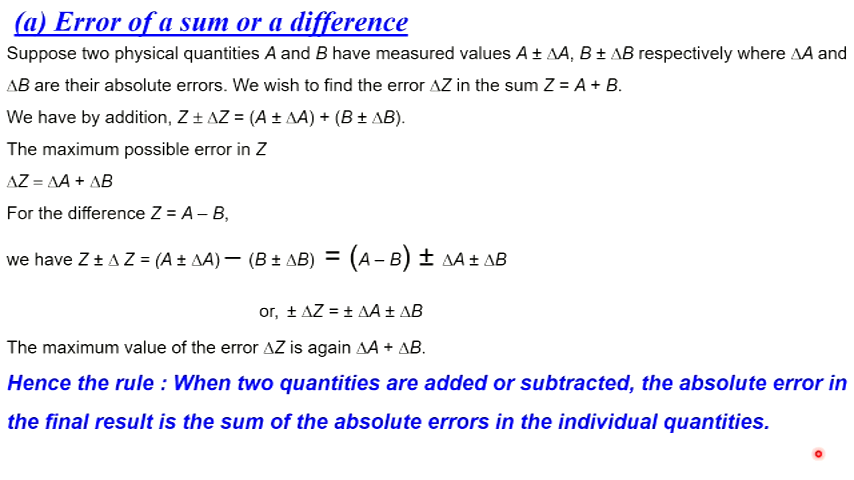 (a) Error of a sum or a difference
Suppose two physical quantities A and B have measured values A ± ΔA, B ± ΔB respectively where ΔA and
ΔB are their absolute errors. We wish to find the error ΔZ in the sum Z = A + B.
We have by addition, Z ± ΔZ = (A ± ΔA) + (B ± ΔB).
The maximum possible error in Z
ΔZ = ΔA + ΔB
For the difference Z = A – B,
we have Z ± Δ Z = (A ± ΔA) – (B ± ΔB) = (A – B) ± ΔA ± ΔB
or, ± ΔZ = ± ΔA ± ΔB
The maximum value of the error ΔZ is again ΔA + ΔB.
Hence the rule : When two quantities are added or subtracted, the absolute error in
the final result is the sum of the absolute errors in the individual quantities.